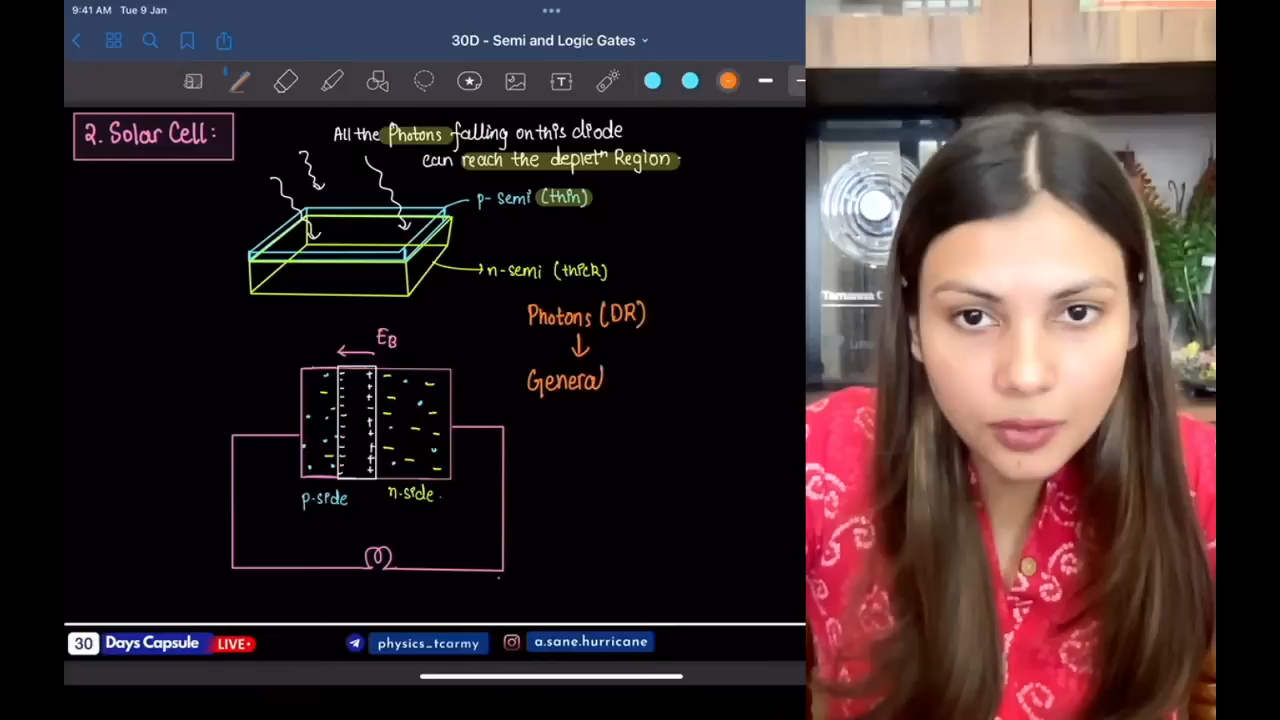 9:41 AM Tue 9 Jan
30D - Semi and Logic Gates
2. Solar Cell:
All the Photons falling on this diode
can reach the depletⁿ Region.
p- semi (thin)
n-semi (thick)
Photons (DR)
↓
General
E_B
p-side
n-side.
30 Days Capsule LIVE
physics_tcarmy
a.sane.hurricane